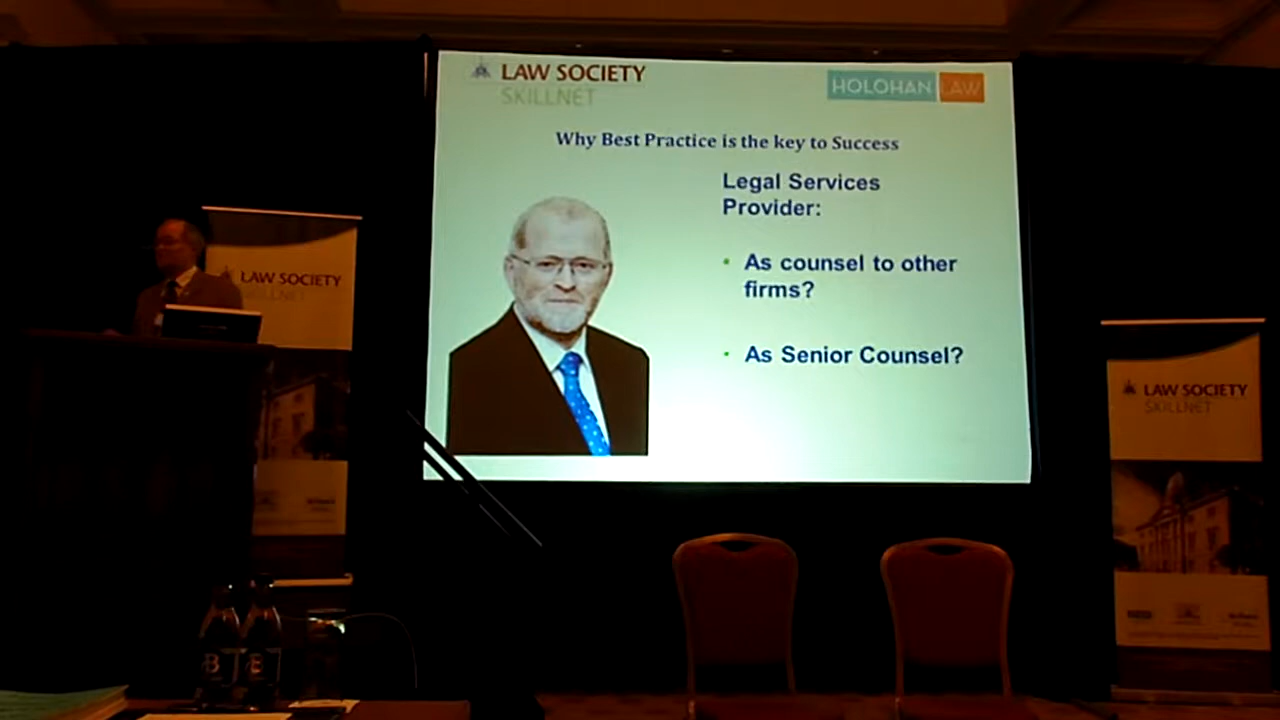 LAW SOCIETY
SKILLNET
HOLOHAN LAW
Why Best Practice is the key to Success
Legal Services
Provider:
• As counsel to other
firms?
• As Senior Counsel?
LAW SOCIETY
SKILLNET
LAW SOCIETY
SKILLNET
B